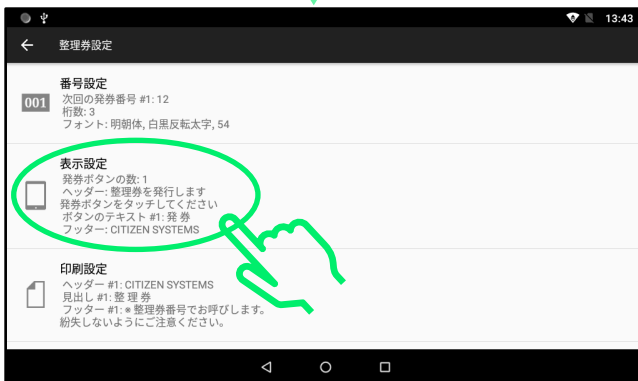 13:43
整理券設定
番号設定
001
次回の発券番号 #1: 12
桁数: 3
フォント: 明朝体, 白黒反転太字, 54
表示設定
発券ボタンの数: 1
ヘッダー: 整理券を発行します
発券ボタンをタッチしてください
ボタンのテキスト #1: 発 券
フッター: CITIZEN SYSTEMS
印刷設定
ヘッダー #1: CITIZEN SYSTEMS
見出し #1: 整 理 券
フッター #1: ※ 整理券番号でお呼びします。
紛失しないようにご注意ください。